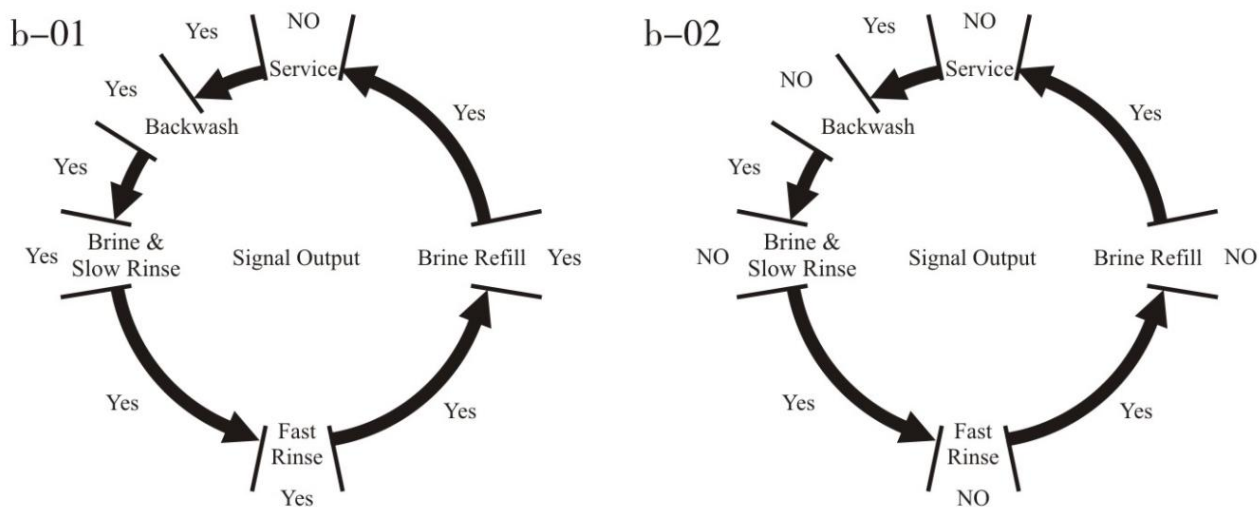 b-01
Yes
NO
Service
Yes
Backwash
Yes
Yes
Yes
Brine &
Slow Rinse
Signal Output
Brine Refill
Yes
Yes
Fast
Rinse
Yes
Yes
b-02
Yes
NO
Service
NO
Backwash
Yes
Yes
NO
Brine &
Slow Rinse
Signal Output
Brine Refill
NO
Yes
Fast
Rinse
Yes
NO